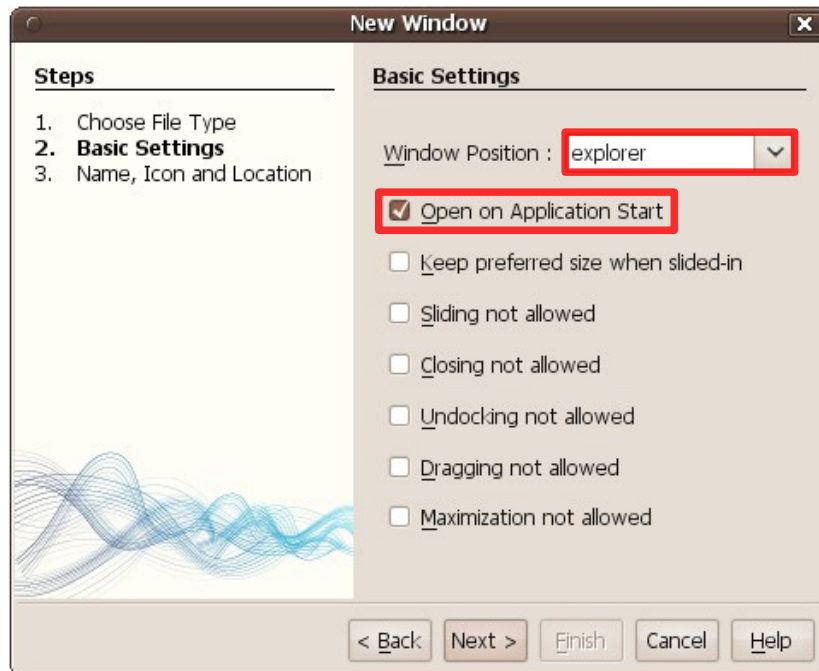 New Window
Steps
1. Choose File Type
2. Basic Settings
3. Name, Icon and Location
Basic Settings
Window Position : explorer
Open on Application Start
Keep preferred size when slided-in
Sliding not allowed
Closing not allowed
Undocking not allowed
Dragging not allowed
Maximization not allowed
< Back Next > Finish Cancel Help